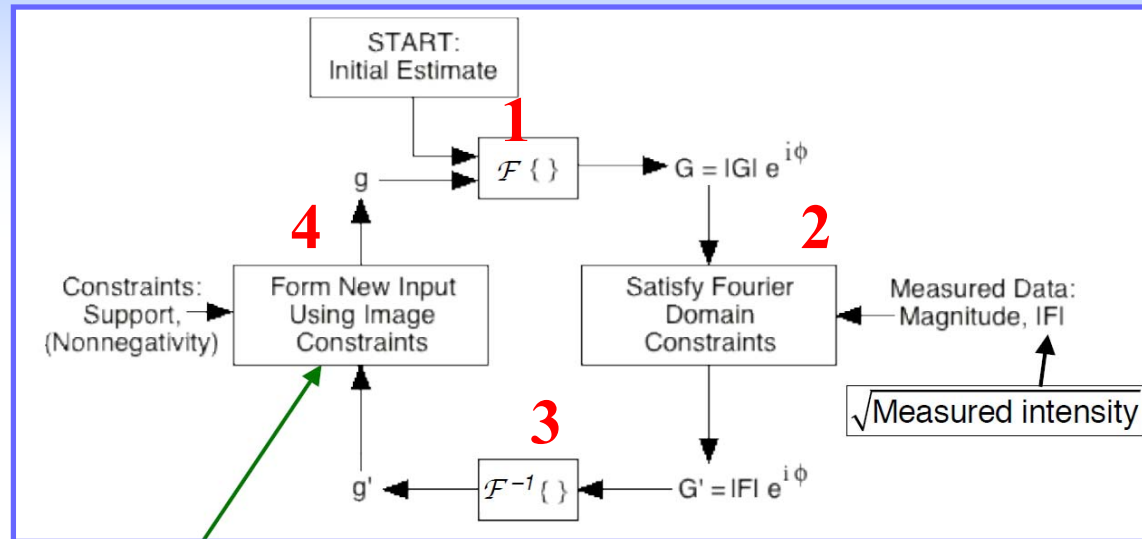 START:
Initial Estimate
1
ℱ { }
G = |G| e^{iϕ}
g
4
2
Constraints:
Support,
(Nonnegativity)
Form New Input
Using Image
Constraints
Satisfy Fourier
Domain
Constraints
Measured Data:
Magnitude, |F|
√Measured intensity
3
g'
ℱ⁻¹{ }
G' = |F| e^{iϕ}